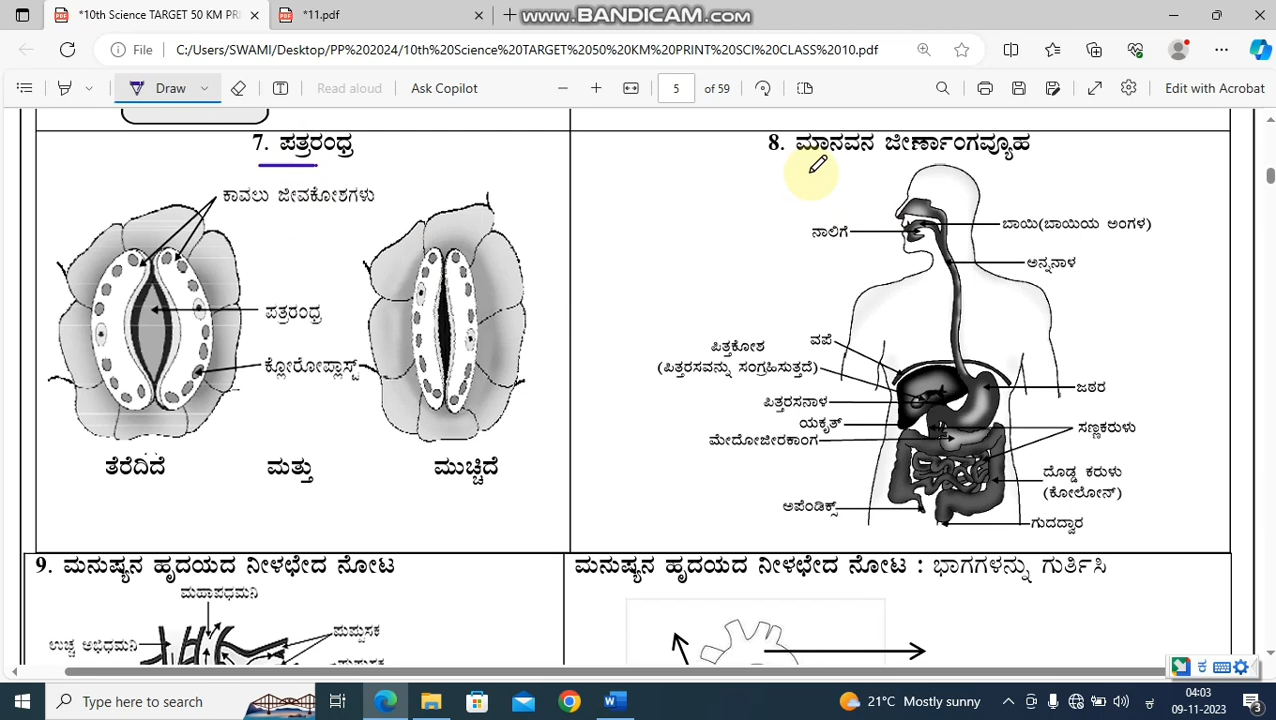 www.BANDICAM.com
*10th Science TARGET 50 KM PRI
*11.pdf
File
C:/Users/SWAMI/Desktop/PP%202024/10th%20Science%20TARGET%2050%20KM%20PRINT%20SCI%20CLASS%2010.pdf
Draw
Read aloud
Ask Copilot
5
of 59
Edit with Acrobat
7. ಪತ್ರರಂಧ್ರ
ಕಾವಲು ಜೀವಕೋಶಗಳು
ಪತ್ರರಂಧ್ರ
ಕ್ಲೋರೋಪ್ಲಾಸ್ಟ್
ತೆರೆದಿದೆ ಮತ್ತು ಮುಚ್ಚಿದೆ
8. ಮಾನವನ ಜೀರ್ಣಾಂಗವ್ಯೂಹ
ನಾಲಿಗೆ
ಬಾಯಿ(ಬಾಯಿಯ ಅಂಗಳ)
ಅನ್ನನಾಳ
ಪಿತ್ತಕೋಶ
ವಪೆ
(ಪಿತ್ತರಸವನ್ನು ಸಂಗ್ರಹಿಸುತ್ತದೆ)
ಪಿತ್ತರಸನಾಳ
ಜಠರ
ಯಕೃತ್
ಸಣ್ಣಕರುಳು
ಮೇದೋಜೀರಕಾಂಗ
ದೊಡ್ಡ ಕರುಳು
(ಕೋಲೋನ್)
ಅಪೆಂಡಿಕ್ಸ್
ಗುದದ್ವಾರ
9. ಮನುಷ್ಯನ ಹೃದಯದ ನೀಳಛೇದ ನೋಟ
ಮಹಾಪಧಮನಿ
ಉಚ್ಚ ಅಭಿಧಮನಿ
ಪುಪ್ಪುಸಕ
ಪುಪ್ಪುಸಕ
ಮನುಷ್ಯನ ಹೃದಯದ ನೀಳಛೇದ ನೋಟ : ಭಾಗಗಳನ್ನು ಗುರ್ತಿಸಿ
ಕ
Type here to search
21°C Mostly sunny
04:03
09-11-2023
3